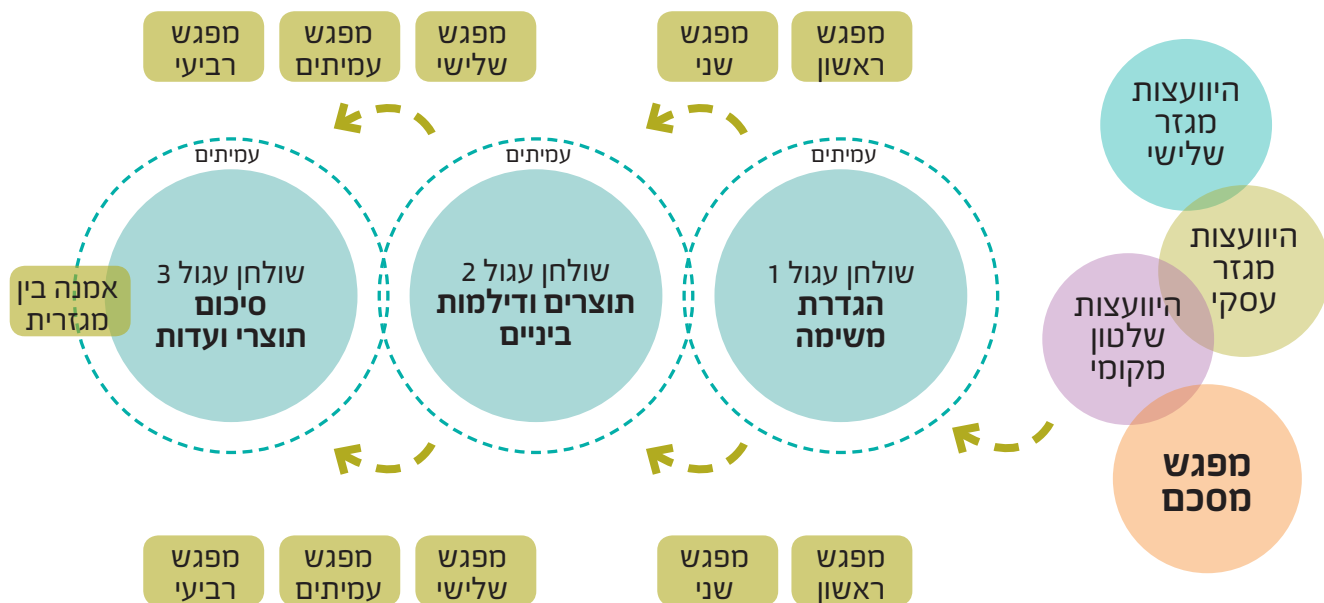 מפגש
ראשון
מפגש
שני
מפגש
שלישי
מפגש
עמיתים
מפגש
רביעי
היוועצות
מגזר
שלישי
היוועצות
מגזר
עסקי
היוועצות
שלטון
מקומי
מפגש
מסכם
עמיתים
שולחן עגול 1
הגדרת
משימה
עמיתים
שולחן עגול 2
תוצרים ודילמות
ביניים
עמיתים
שולחן עגול 3
סיכום
תוצרי ועדות
אמנה בין
מגזרית
מפגש
ראשון
מפגש
שני
מפגש
שלישי
מפגש
עמיתים
מפגש
רביעי